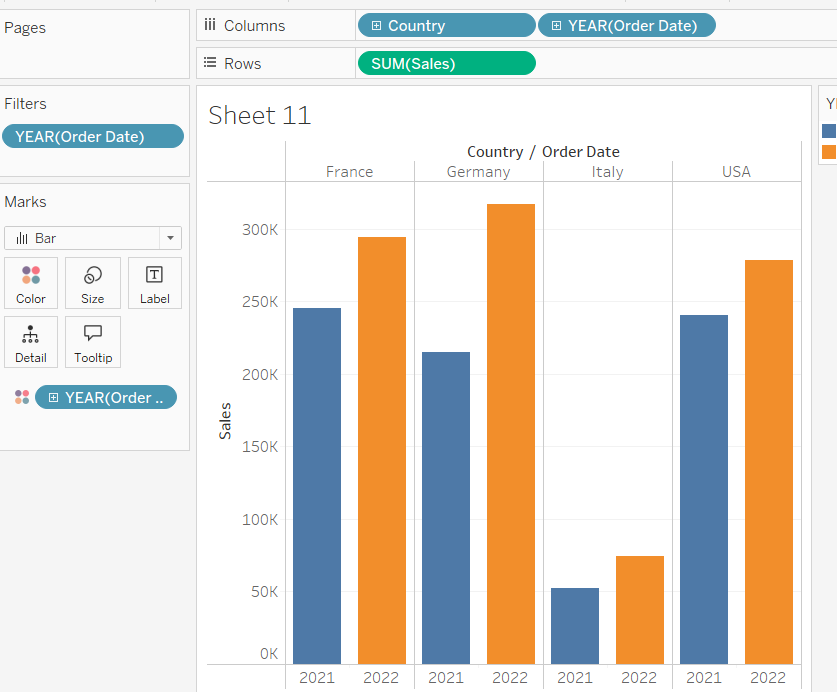 Pages
Columns
Country
YEAR(Order Date)
Rows
SUM(Sales)
Filters
YEAR(Order Date)
Marks
Bar
Color
Size
Label
Detail
Tooltip
YEAR(Order ..
Sheet 11
Country / Order Date
France Germany Italy USA
300K
250K
200K
150K
100K
50K
0K
Sales
2021 2022 2021 2022 2021 2022 2021 2022